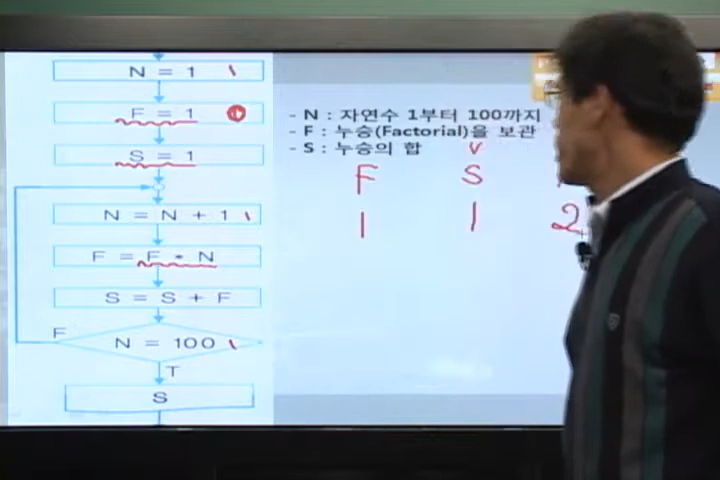 N = 1
F = 1
S = 1
N = N + 1
F = F * N
S = S + F
F
N = 100
T
S
- N : 자연수 1부터 100까지
- F : 누승(Factorial)을 보관
- S : 누승의 합
F S
1 1 2